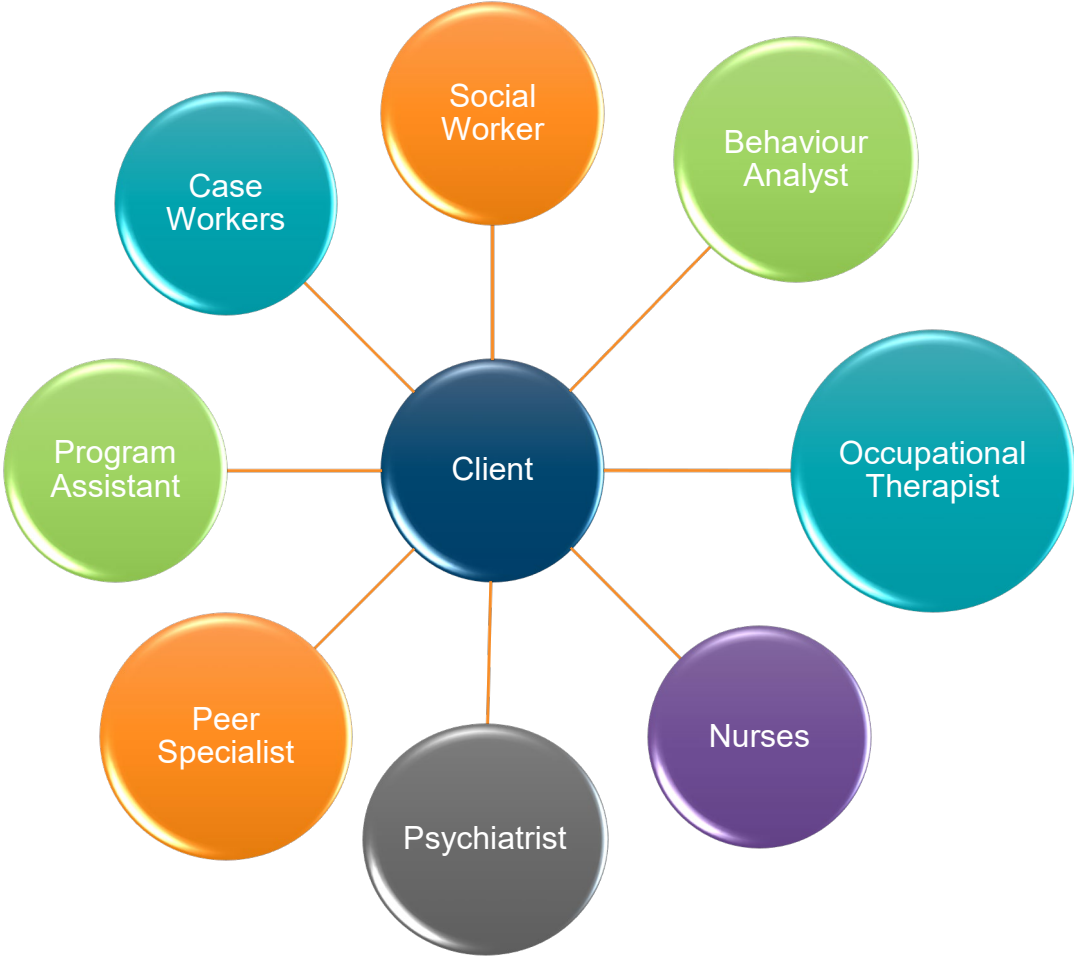 Social
Worker
Behaviour
Analyst
Case
Workers
Program
Assistant
Client
Occupational
Therapist
Peer
Specialist
Nurses
Psychiatrist